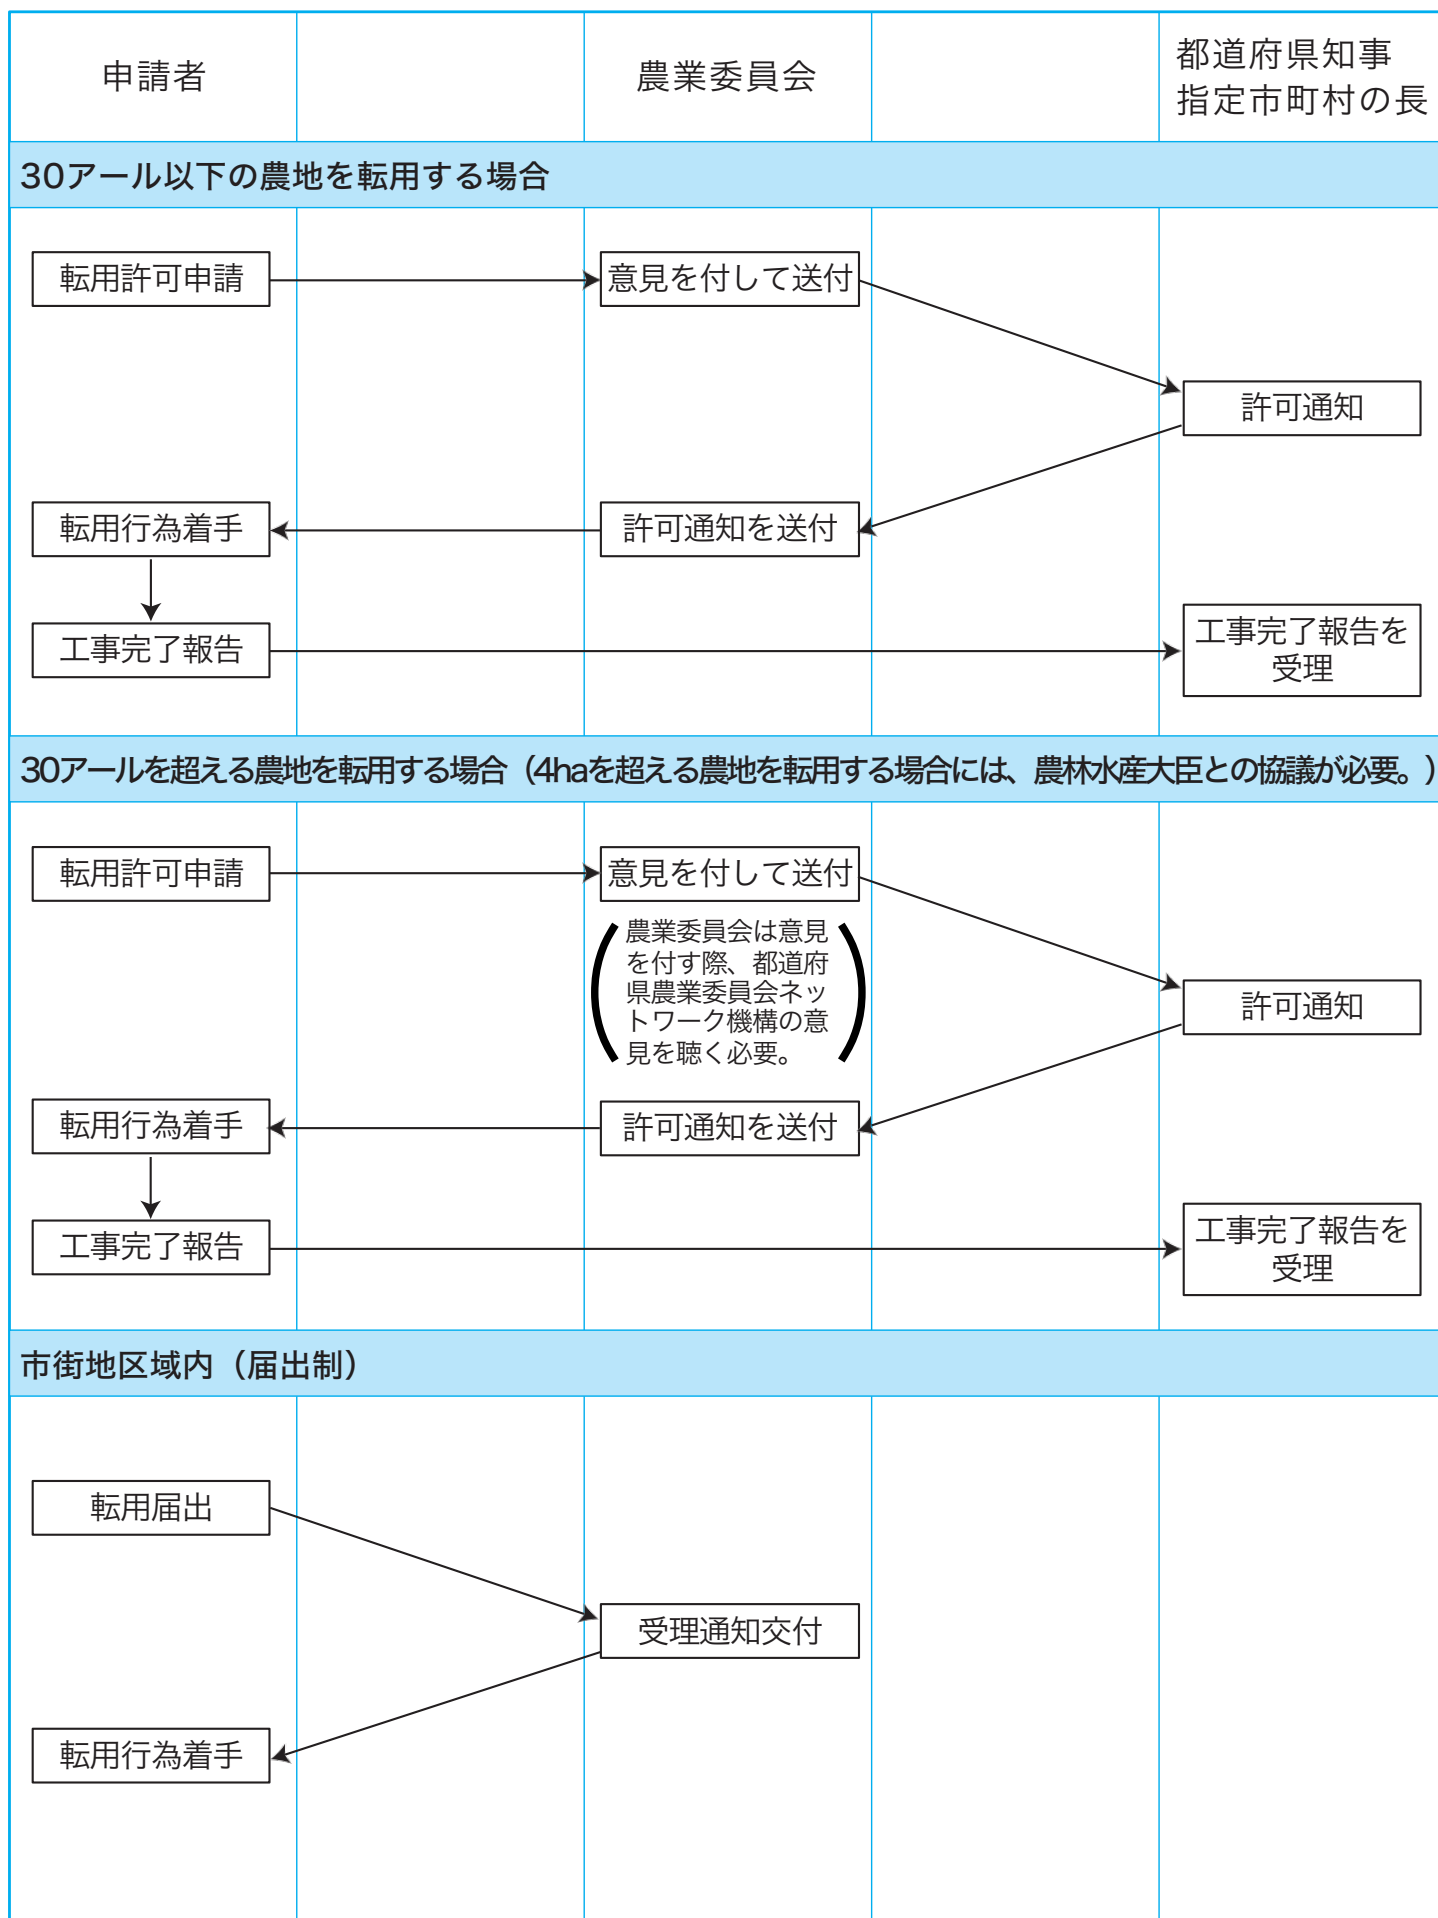 申請者
農業委員会
都道府県知事
指定市町村の長
30アール以下の農地を転用する場合
転用許可申請
意見を付して送付
許可通知
転用行為着手
許可通知を送付
工事完了報告
工事完了報告を
受理
30アールを超える農地を転用する場合（4haを超える農地を転用する場合には、農林水産大臣との協議が必要。）
転用許可申請
意見を付して送付
農業委員会は意見
を付す際、都道府
県農業委員会ネッ
トワーク機構の意
見を聴く必要。
許可通知
転用行為着手
許可通知を送付
工事完了報告
工事完了報告を
受理
市街地区域内（届出制）
転用届出
受理通知交付
転用行為着手